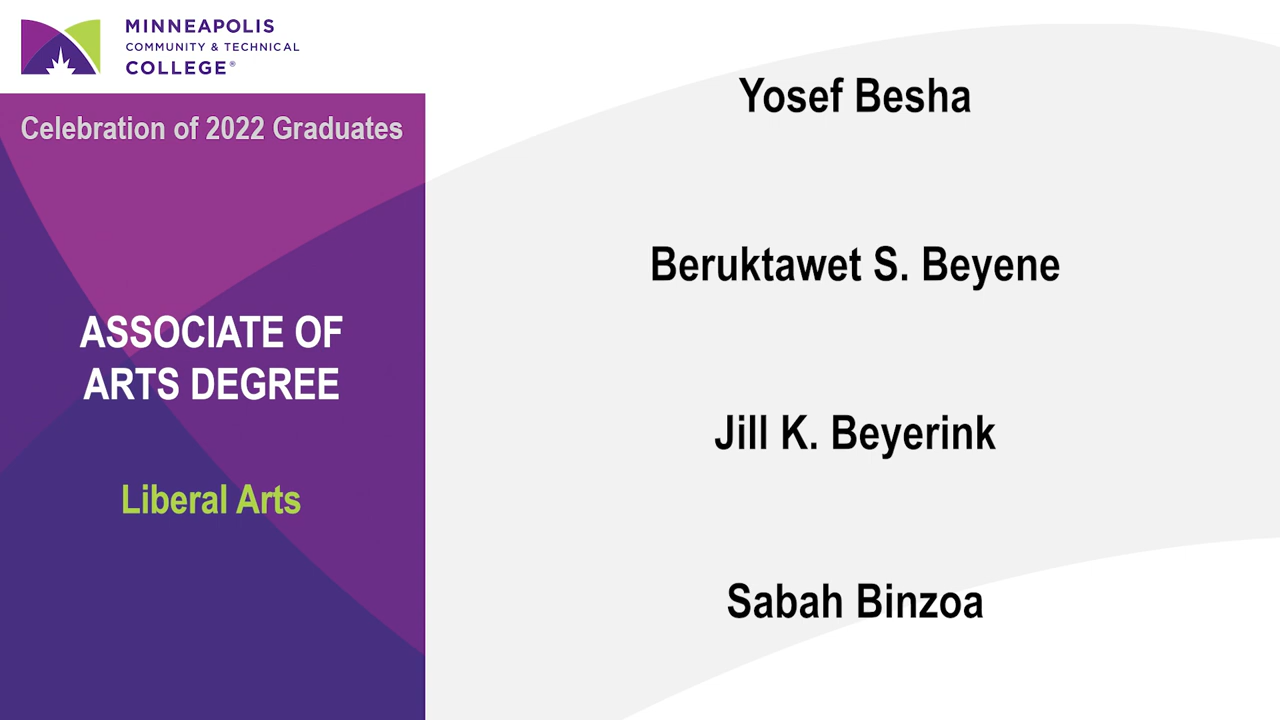 MINNEAPOLIS
COMMUNITY & TECHNICAL
COLLEGE®
Celebration of 2022 Graduates
ASSOCIATE OF
ARTS DEGREE
Liberal Arts
Yosef Besha
Beruktawet S. Beyene
Jill K. Beyerink
Sabah Binzoa